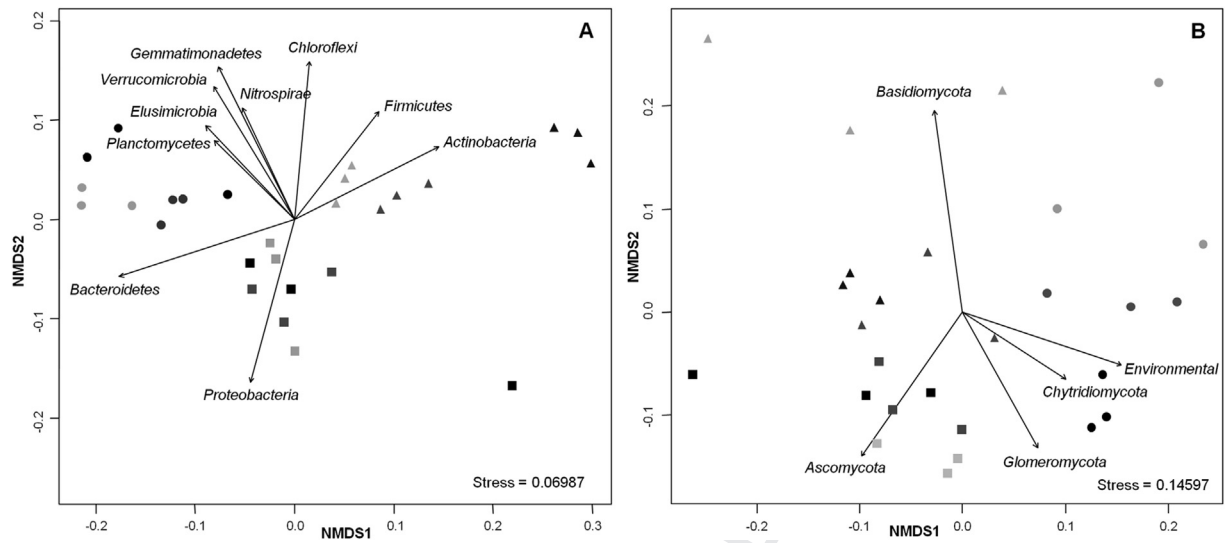 A
0.2
0.1
0.0
-0.1
-0.2
NMDS2
Gemmatimonadetes
Chloroflexi
Verrucomicrobia
Nitrospirae
Elusimicrobia
Firmicutes
Planctomycetes
Actinobacteria
Bacteroidetes
Proteobacteria
Stress = 0.06987
-0.2 -0.1 0.0 0.1 0.2 0.3
NMDS1
B
0.2
0.1
0.0
-0.1
NMDS2
Basidiomycota
Environmental
Chytridiomycota
Ascomycota
Glomeromycota
Stress = 0.14597
-0.2 -0.1 0.0 0.1 0.2
NMDS1